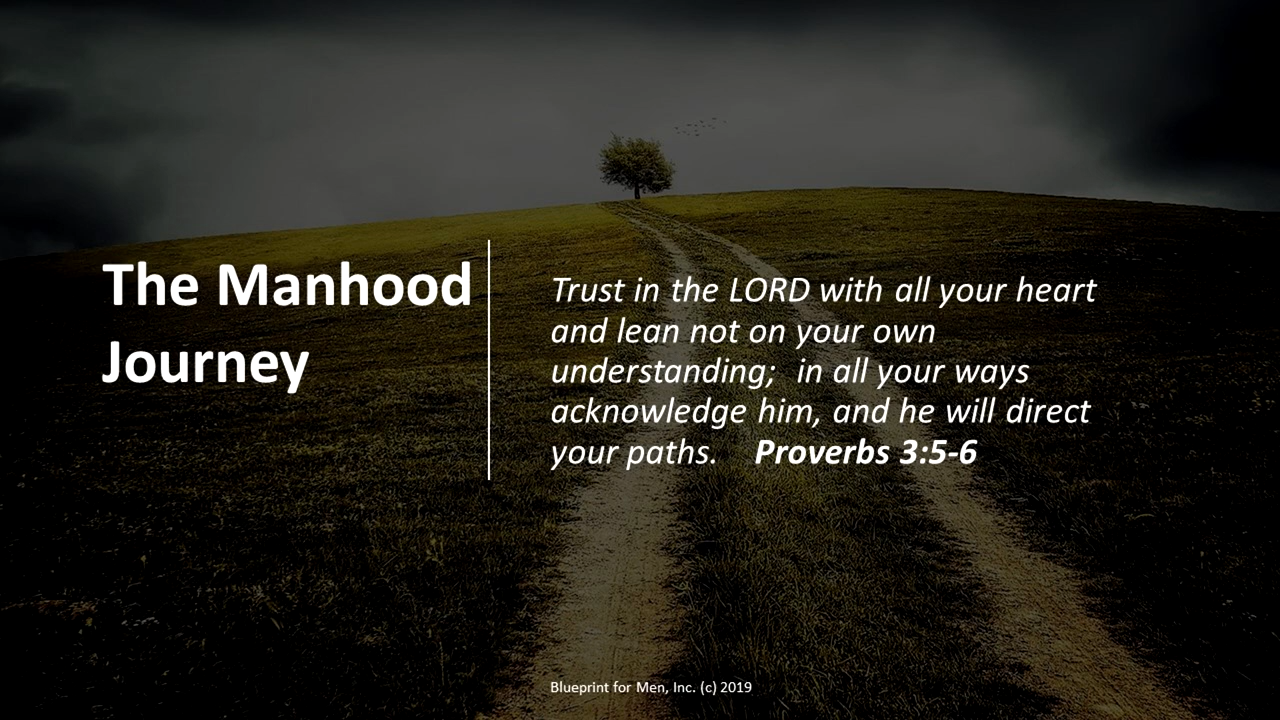 The Manhood
Journey
Trust in the LORD with all your heart
and lean not on your own
understanding;  in all your ways
acknowledge him, and he will direct
your paths.    Proverbs 3:5-6
Blueprint for Men, Inc. (c) 2019